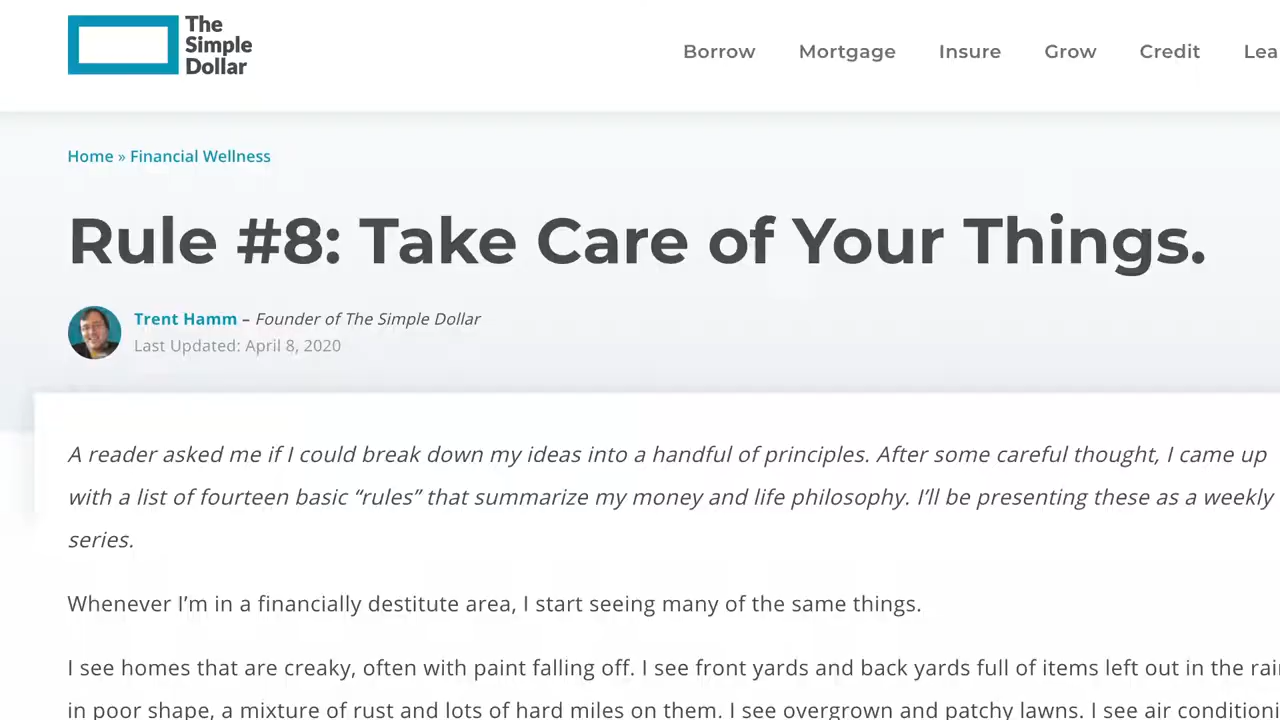 The
Simple
Dollar
Borrow Mortgage Insure Grow Credit
Home » Financial Wellness
Rule #8: Take Care of Your Things.
Trent Hamm – Founder of The Simple Dollar
Last Updated: April 8, 2020
A reader asked me if I could break down my ideas into a handful of principles. After some careful thought, I came up
with a list of fourteen basic “rules” that summarize my money and life philosophy. I’ll be presenting these as a weekly
series.
Whenever I’m in a financially destitute area, I start seeing many of the same things.
I see homes that are creaky, often with paint falling off. I see front yards and back yards full of items left out in the
in poor shape, a mixture of rust and lots of hard miles on them. I see overgrown and patchy lawns. I see air